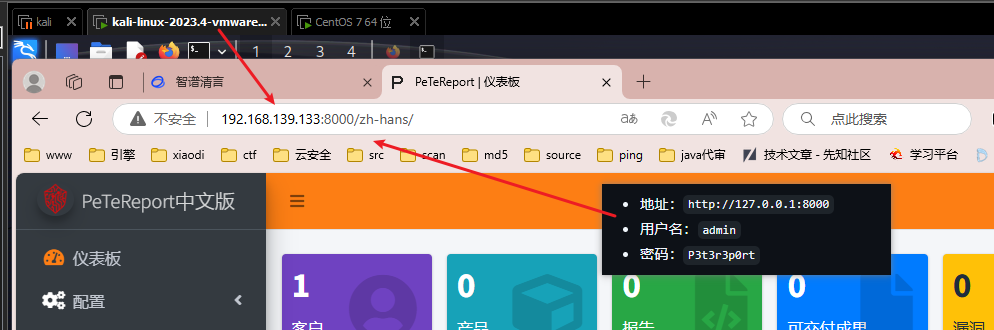 kali
kali-linux-2023.4-vmware...
CentOS 7 64 位
1 2 3 4
智谱清言
PeTeReport | 仪表板
不安全 192.168.139.133:8000/zh-hans/
aあ
A
点此搜索
www 引擎 xiaodi ctf 云安全 src scan md5 source ping java代审 技术文章 - 先知社区 学习平台
PeTeReport中文版
地址： http://127.0.0.1:8000
用户名： admin
密码： P3t3r3p0rt
仪表板
配置
1 0 0 0 0
客户 产品 报告 可交付成果 漏洞